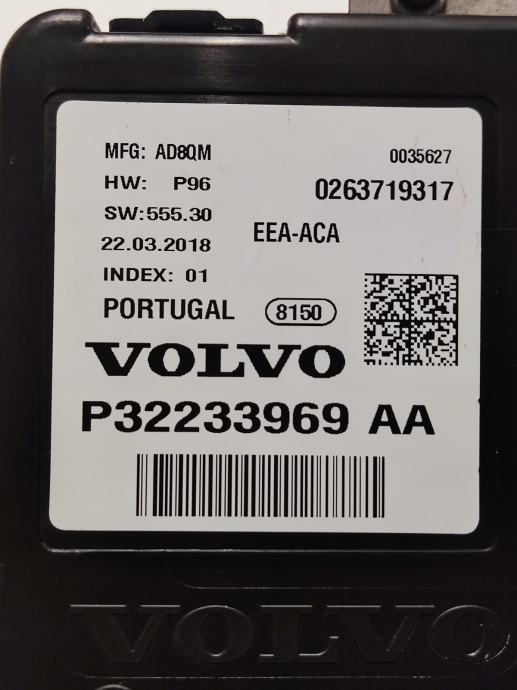 MFG: AD8QM
0035627
HW: P96
0263719317
SW:555.30
EEA-ACA
22.03.2018
INDEX: 01
PORTUGAL 8150
VOLVO
P32233969 AA
VOLVO